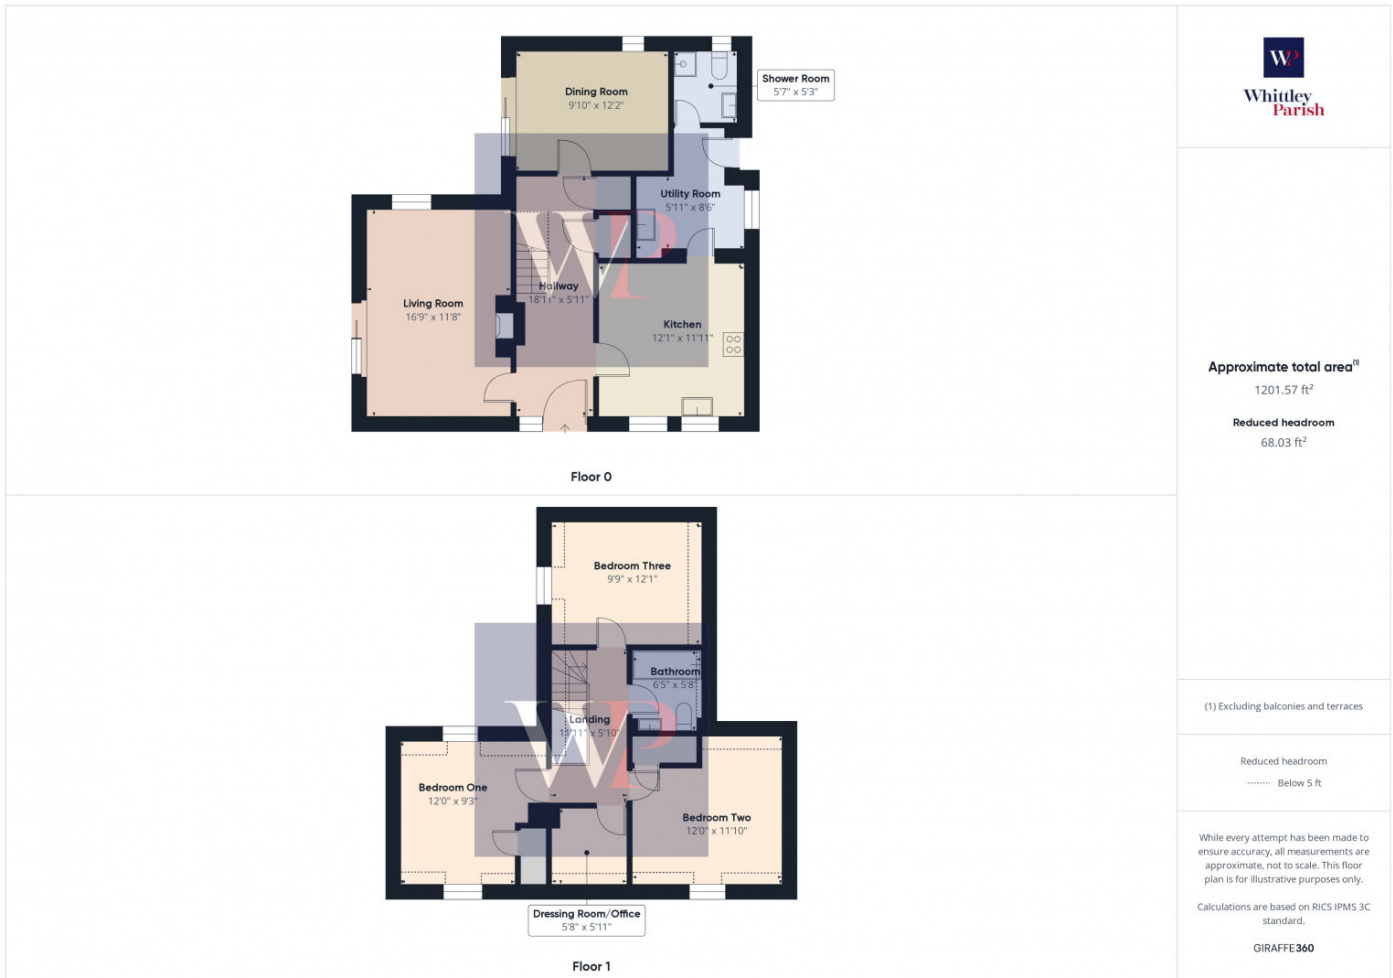 Dining Room
9'10" x 12'2"
Shower Room
5'7" x 5'3"
Utility Room
5'11" x 8'6"
WP
Hallway
18'11" x 5'11"
Living Room
16'9" x 11'8"
Kitchen
12'1" x 11'11"
Floor 0
Bedroom Three
9'9" x 12'1"
Bathroom
6'5" x 5'8"
WP
Landing
11'11" x 5'10"
Bedroom One
12'0" x 9'3"
Bedroom Two
12'0" x 11'10"
Dressing Room/Office
5'8" x 5'11"
Floor 1
WP
Whittley
Parish
Approximate total area(1)
1201.57 ft²
Reduced headroom
68.03 ft²
(1) Excluding balconies and terraces
Reduced headroom
Below 5 ft
While every attempt has been made to
ensure accuracy, all measurements are
approximate, not to scale. This floor
plan is for illustrative purposes only.
Calculations are based on RICS IPMS 3C
standard.
GIRAFFE360